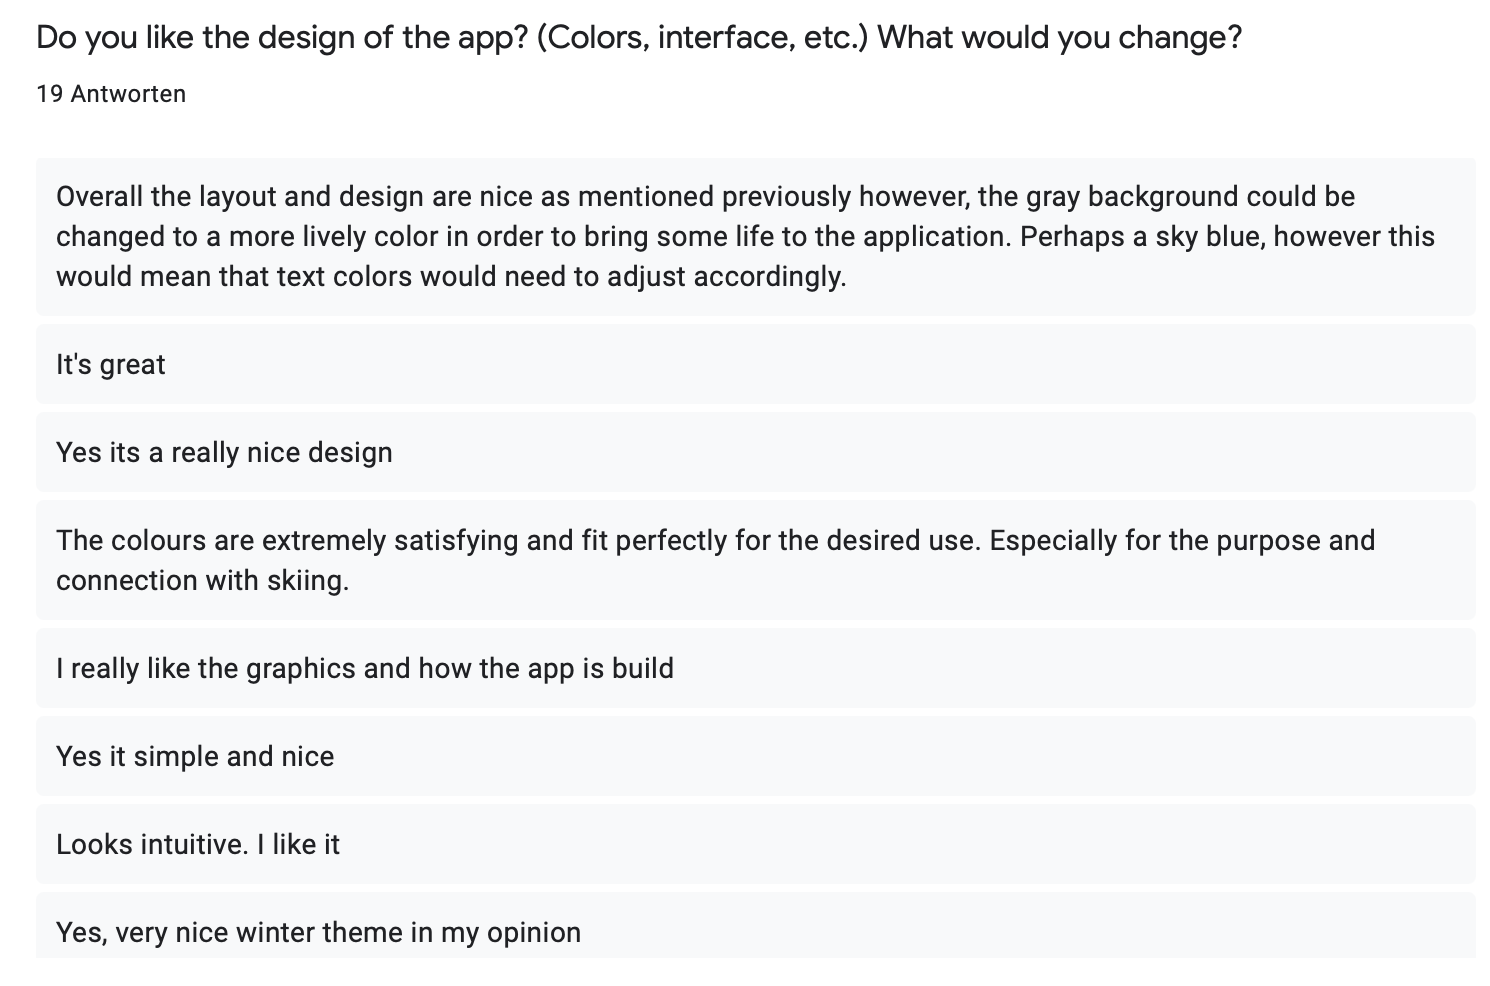 Do you like the design of the app? (Colors, interface, etc.) What would you change?
19 Antworten
Overall the layout and design are nice as mentioned previously however, the gray background could be
changed to a more lively color in order to bring some life to the application. Perhaps a sky blue, however this
would mean that text colors would need to adjust accordingly.
It's great
Yes its a really nice design
The colours are extremely satisfying and fit perfectly for the desired use. Especially for the purpose and
connection with skiing.
I really like the graphics and how the app is build
Yes it simple and nice
Looks intuitive. I like it
Yes, very nice winter theme in my opinion